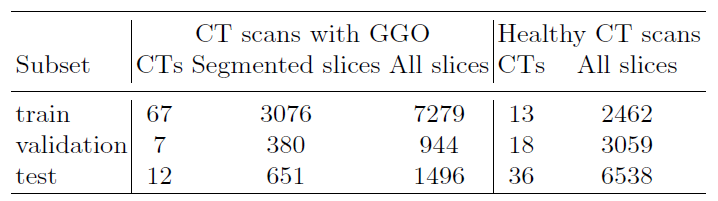 CT scans with GGO Healthy CT scans
Subset CTs Segmented slices All slices CTs All slices
train 67 3076 7279 13 2462
validation 7 380 944 18 3059
test 12 651 1496 36 6538